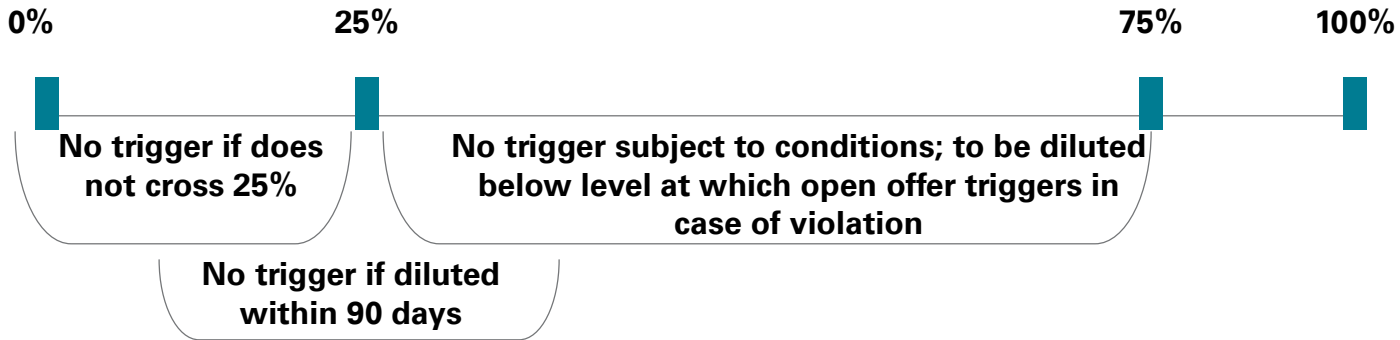 0% 25% 75% 100%
No trigger if does
not cross 25%
No trigger subject to conditions; to be diluted
below level at which open offer triggers in
case of violation
No trigger if diluted
within 90 days